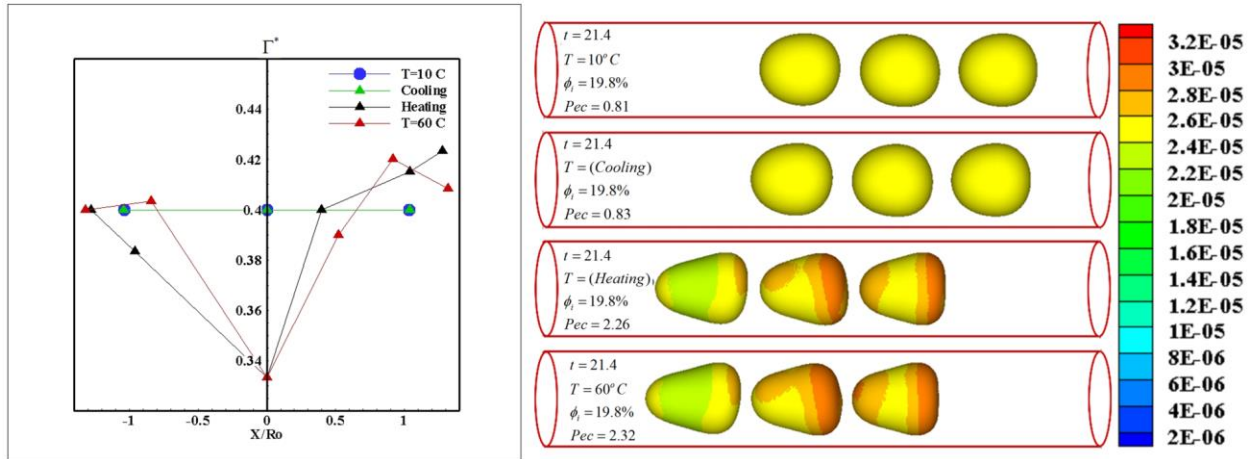 Γ*
T=10 C
Cooling
Heating
T=60 C
0.44
0.42
0.4
0.38
0.36
0.34
-1 -0.5 0 0.5 1
X/Ro
t = 21.4
T = 10° C
ϕi = 19.8%
Pec = 0.81
t = 21.4
T = (Cooling)
ϕi = 19.8%
Pec = 0.83
t = 21.4
T = (Heating)
ϕi = 19.8%
Pec = 2.26
t = 21.4
T = 60° C
ϕi = 19.8%
Pec = 2.32
3.2E-05
3E-05
2.8E-05
2.6E-05
2.4E-05
2.2E-05
2E-05
1.8E-05
1.6E-05
1.4E-05
1.2E-05
1E-05
8E-06
6E-06
4E-06
2E-06